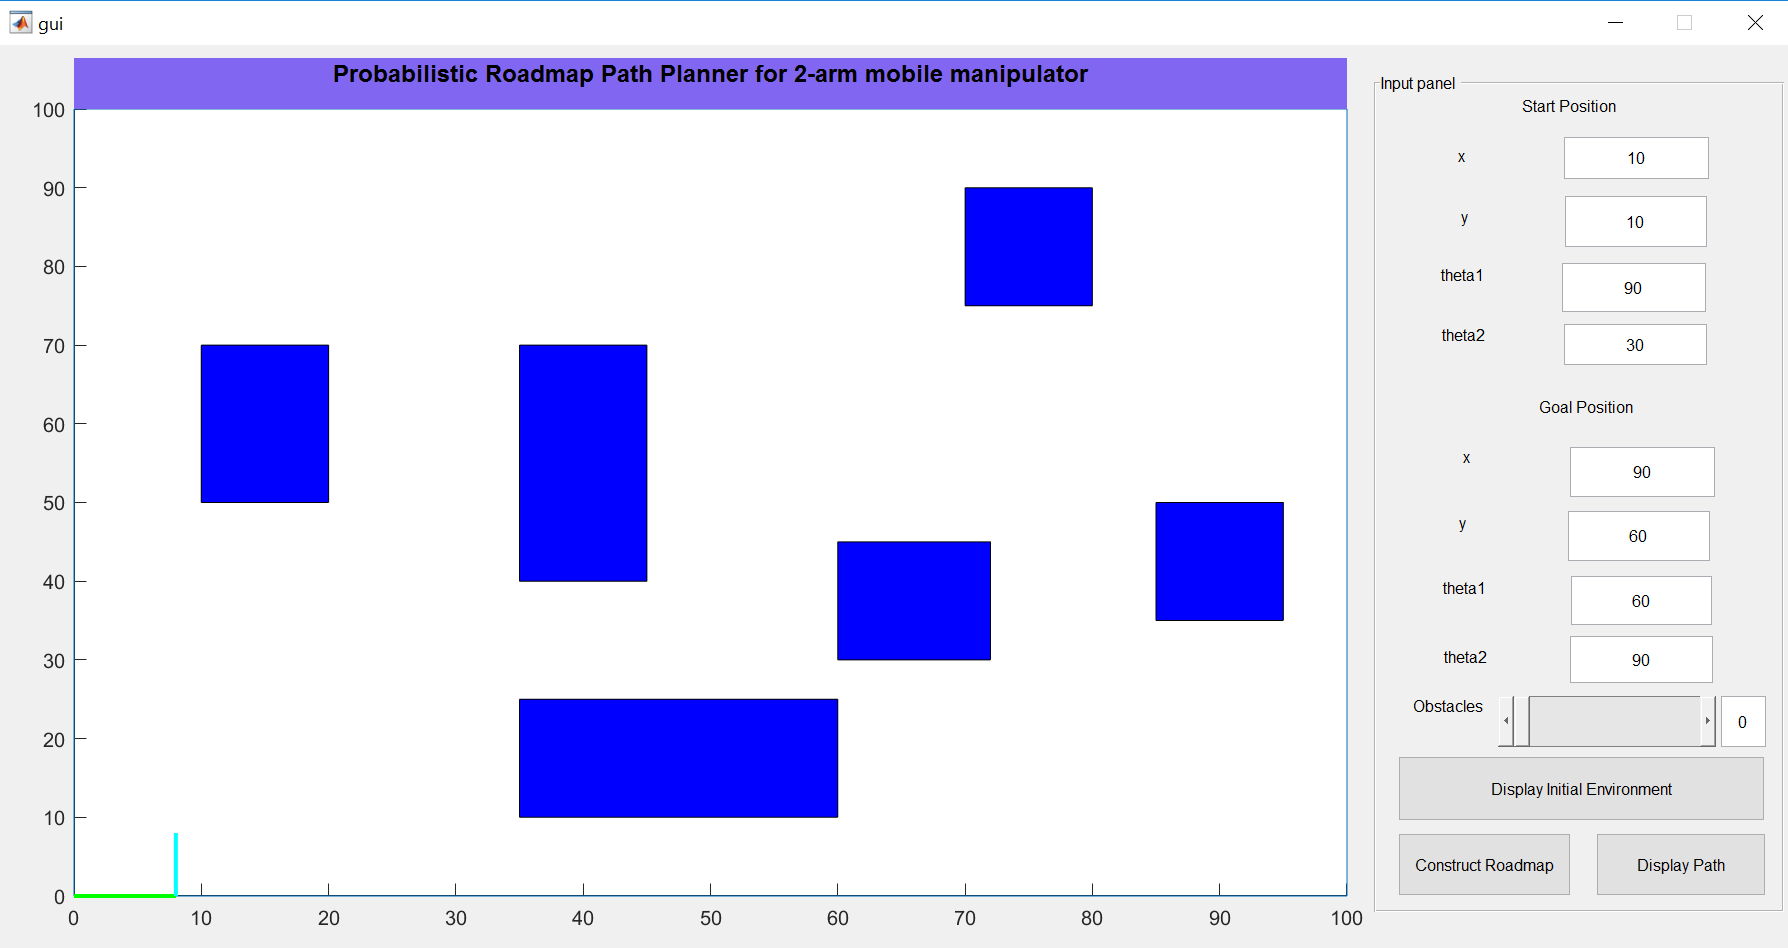 gui
Probabilistic Roadmap Path Planner for 2-arm mobile manipulator
100
90
80
70
60
50
40
30
20
10
0
0 10 20 30 40 50 60 70 80 90 100
Input panel
Start Position
x 10
y 10
theta1 90
theta2 30
Goal Position
x 90
y 60
theta1 60
theta2 90
Obstacles 0
Display Initial Environment
Construct Roadmap Display Path